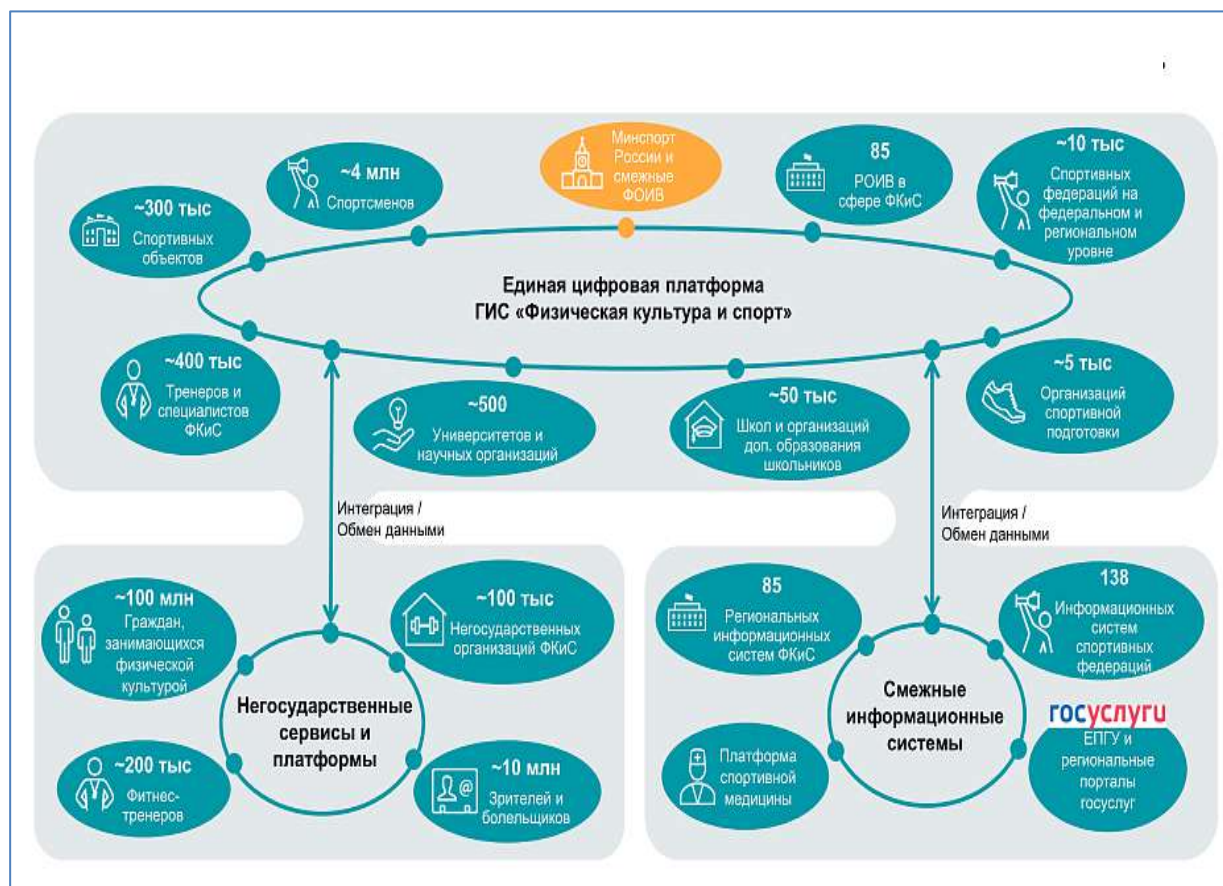 Минспорт
России и
смежные
ФОИВ
85
РОИВ в
сфере ФКиС
~10 тыс
Спортивных
федераций на
федеральном и
региональном
уровне
~4 млн
Спортсменов
~300 тыс
Спортивных
объектов
Единая цифровая платформа
ГИС «Физическая культура и спорт»
~400 тыс
Тренеров и
специалистов
ФКиС
~500
Университетов и
научных организаций
~50 тыс
Школ и организаций
доп. образования
школьников
~5 тыс
Организаций
спортивной
подготовки
Интеграция /
Обмен данными
Интеграция /
Обмен данными
~100 млн
Граждан,
занимающихся
физической
культурой
~100 тыс
Негосударственных
организаций ФКиС
Негосударственные
сервисы и
платформы
~200 тыс
Фитнес-
тренеров
~10 млн
Зрителей и
болельщиков
85
Региональных
информационных
систем ФКиС
138
Информационных
систем
спортивных
федераций
Смежные
информационные
системы
Платформа
спортивной
медицины
госуслуги
ЕПГУ и
региональные
порталы
госуслуг